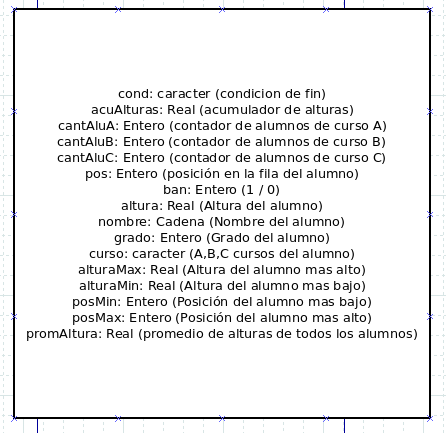 cond: caracter (condicion de fin)
acuAlturas: Real (acumulador de alturas)
cantAluA: Entero (contador de alumnos de curso A)
cantAluB: Entero (contador de alumnos de curso B)
cantAluC: Entero (contador de alumnos de curso C)
pos: Entero (posición en la fila del alumno)
ban: Entero (1 / 0)
altura: Real (Altura del alumno)
nombre: Cadena (Nombre del alumno)
grado: Entero (Grado del alumno)
curso: caracter (A,B,C cursos del alumno)
alturaMax: Real (Altura del alumno mas alto)
alturaMin: Real (Altura del alumno mas bajo)
posMin: Entero (Posición del alumno mas bajo)
posMax: Entero (Posición del alumno mas alto)
promAltura: Real (promedio de alturas de todos los alumnos)